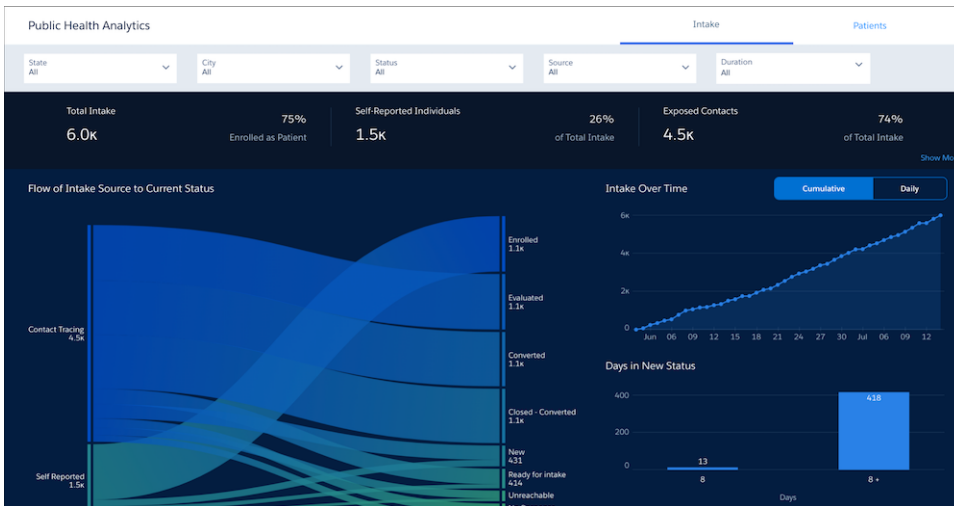 Public Health Analytics
Intake
Patients
State
All
City
All
Status
All
Source
All
Duration
All
Total Intake
6.0K
75%
Enrolled as Patient
Self-Reported Individuals
1.5K
26%
of Total Intake
Exposed Contacts
4.5K
74%
of Total Intake
Show Mo
Flow of Intake Source to Current Status
Contact Tracing
4.5K
Self Reported
1.5K
Enrolled
1.1K
Evaluated
1.1K
Converted
1.1K
Closed - Converted
1.1K
New
431
Ready for intake
414
Unreachable
Intake Over Time
Cumulative
Daily
6K
4K
2K
0
Jun 06 09 12 15 18 21 24 27 30 Jul 06 09 12
Days in New Status
400
200
0
13
418
8
8 +
Days